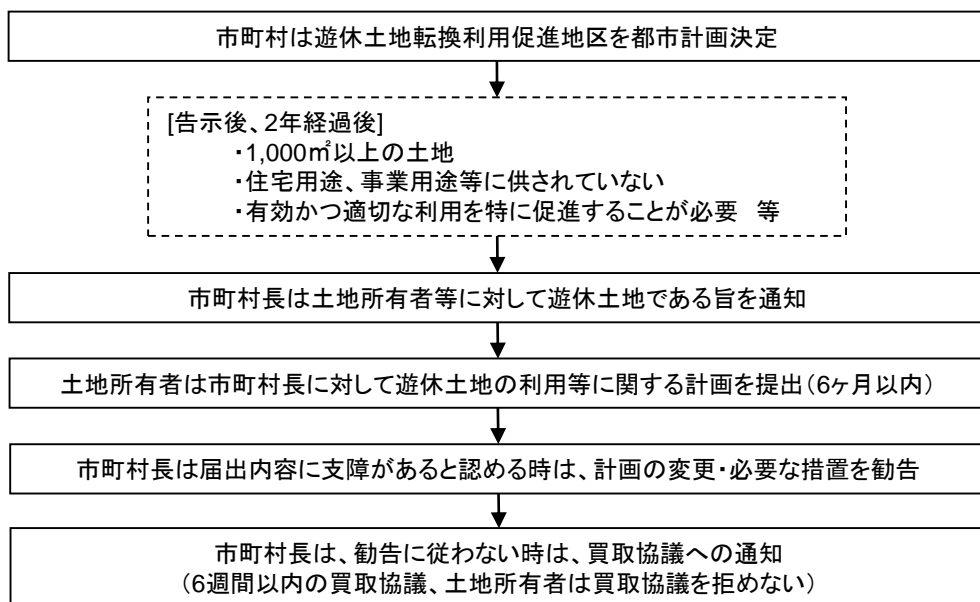 市町村は遊休土地転換利用促進地区を都市計画決定
[告示後、2年経過後]
・1,000㎡以上の土地
・住宅用途、事業用途等に供されていない
・有効かつ適切な利用を特に促進することが必要　等
市町村長は土地所有者等に対して遊休土地である旨を通知
土地所有者は市町村長に対して遊休土地の利用等に関する計画を提出(6ヶ月以内)
市町村長は届出内容に支障があると認める時は、計画の変更・必要な措置を勧告
市町村長は、勧告に従わない時は、買取協議への通知
(6週間以内の買取協議、土地所有者は買取協議を拒めない)